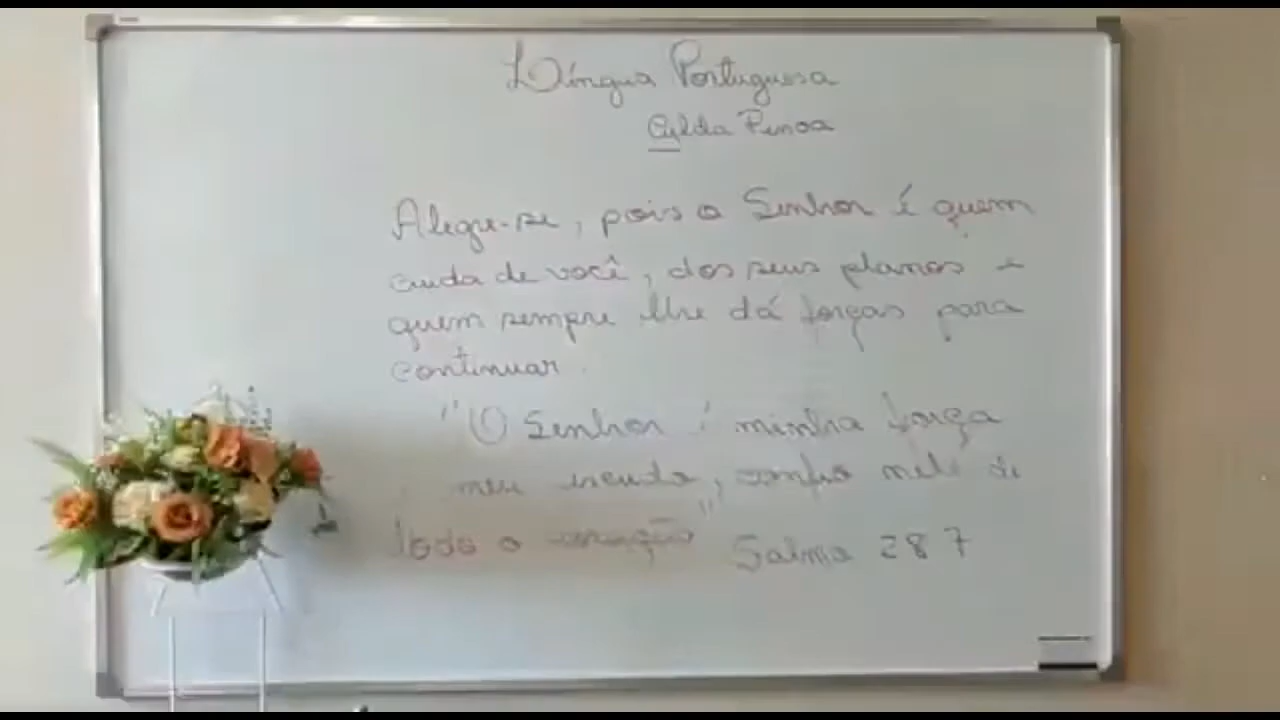 Língua Portuguesa
Gylda Penoa
Alegre-se, pois o Senhor é quem
cuida de você, dos seus planos e
quem sempre lhe dá forças para
continuar.
"O Senhor é minha força
meu escudo, confio nele de
todo o coração" Salmo 28 7